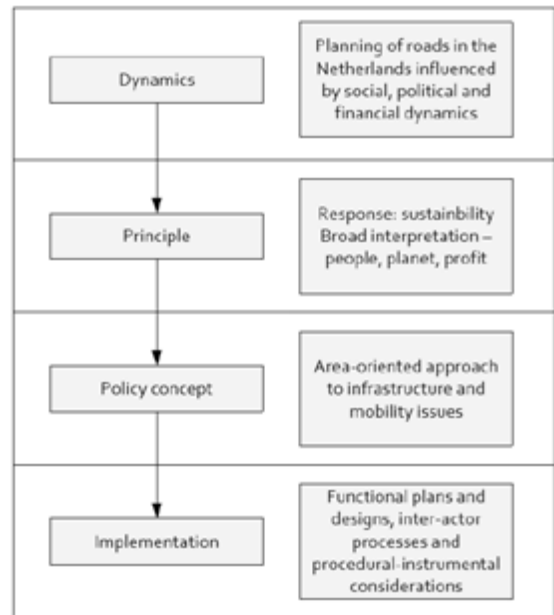 Dynamics
Planning of roads in the
Netherlands influenced
by social, political and
financial dynamics
Principle
Response: sustainbility
Broad interpretation –
people, planet, profit
Policy concept
Area-oriented approach
to infrastructure and
mobility issues
Implementation
Functional plans and
designs, inter-actor
processes and
procedural-instrumental
considerations